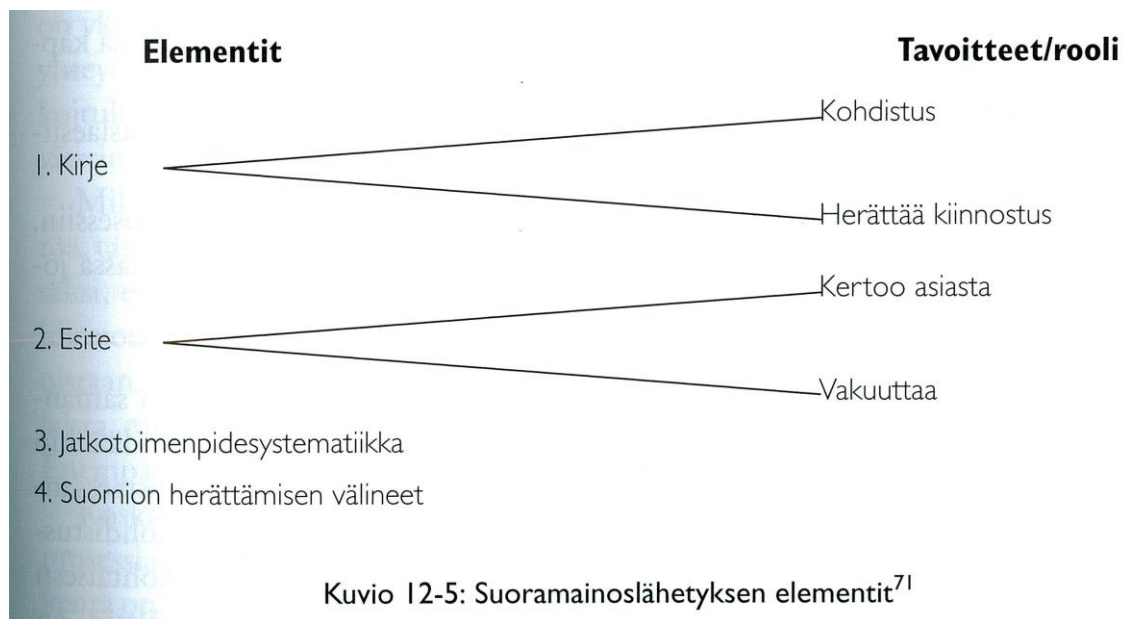 Elementit
Tavoitteet/rooli
1. Kirje
Kohdistus
Herättää kiinnostus
2. Esite
Kertoo asiasta
Vakuuttaa
3. Jatkotoimenpidesystematiikka
4. Suomion herättämisen välineet
Kuvio 12-5: Suoramainoslähetyksen elementit71